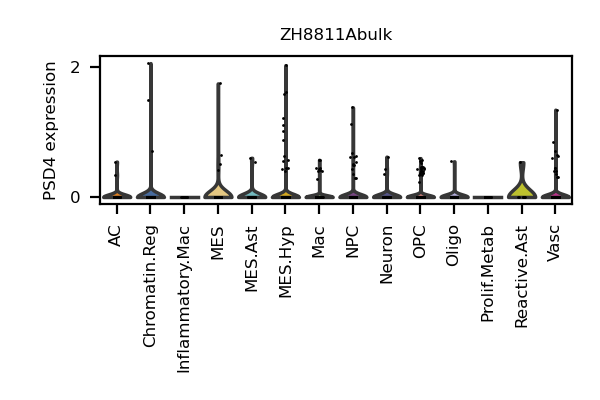 ZH8811Abulk
PSD4 expression
2
0
AC
Chromatin.Reg
Inflammatory.Mac
MES
MES.Ast
MES.Hyp
Mac
NPC
Neuron
OPC
Oligo
Prolif.Metab
Reactive.Ast
Vasc